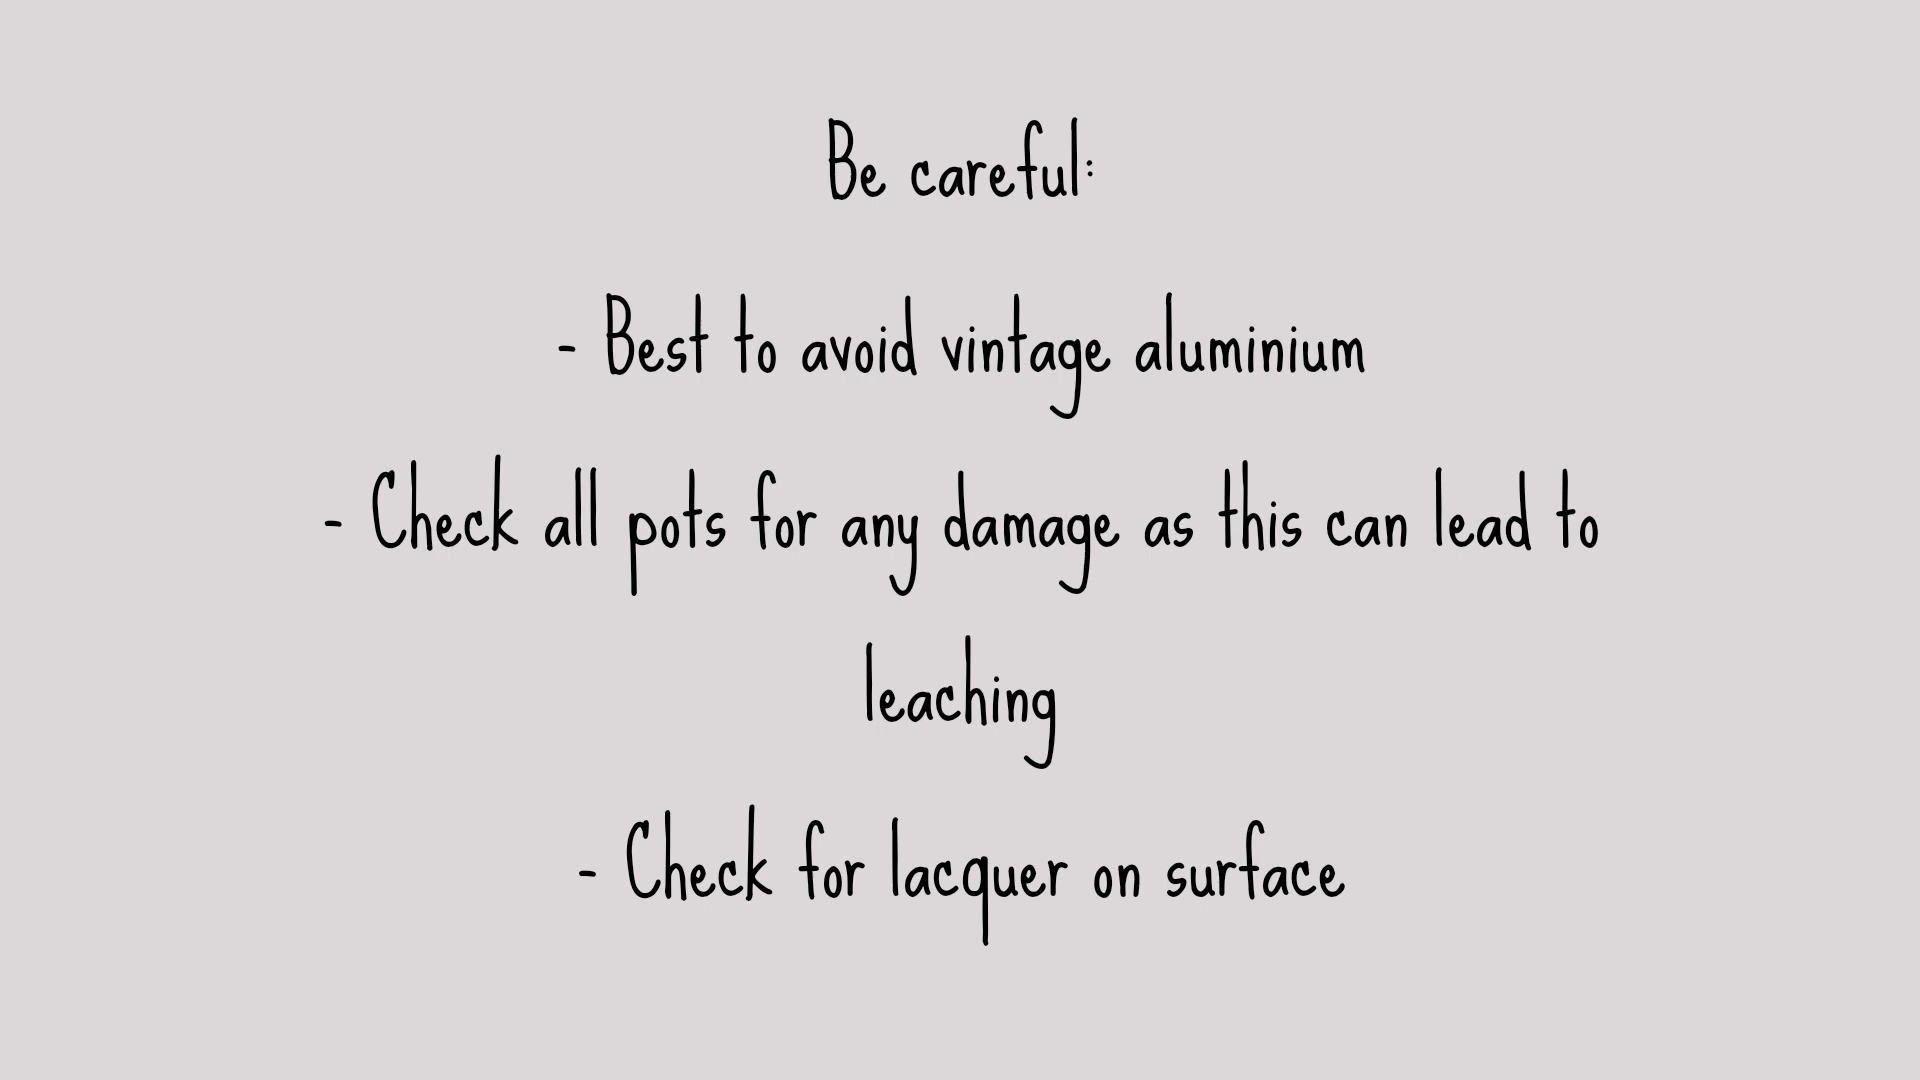 Be careful:
- Best to avoid vintage aluminium
- Check all pots for any damage as this can lead to
leaching
- Check for lacquer on surface